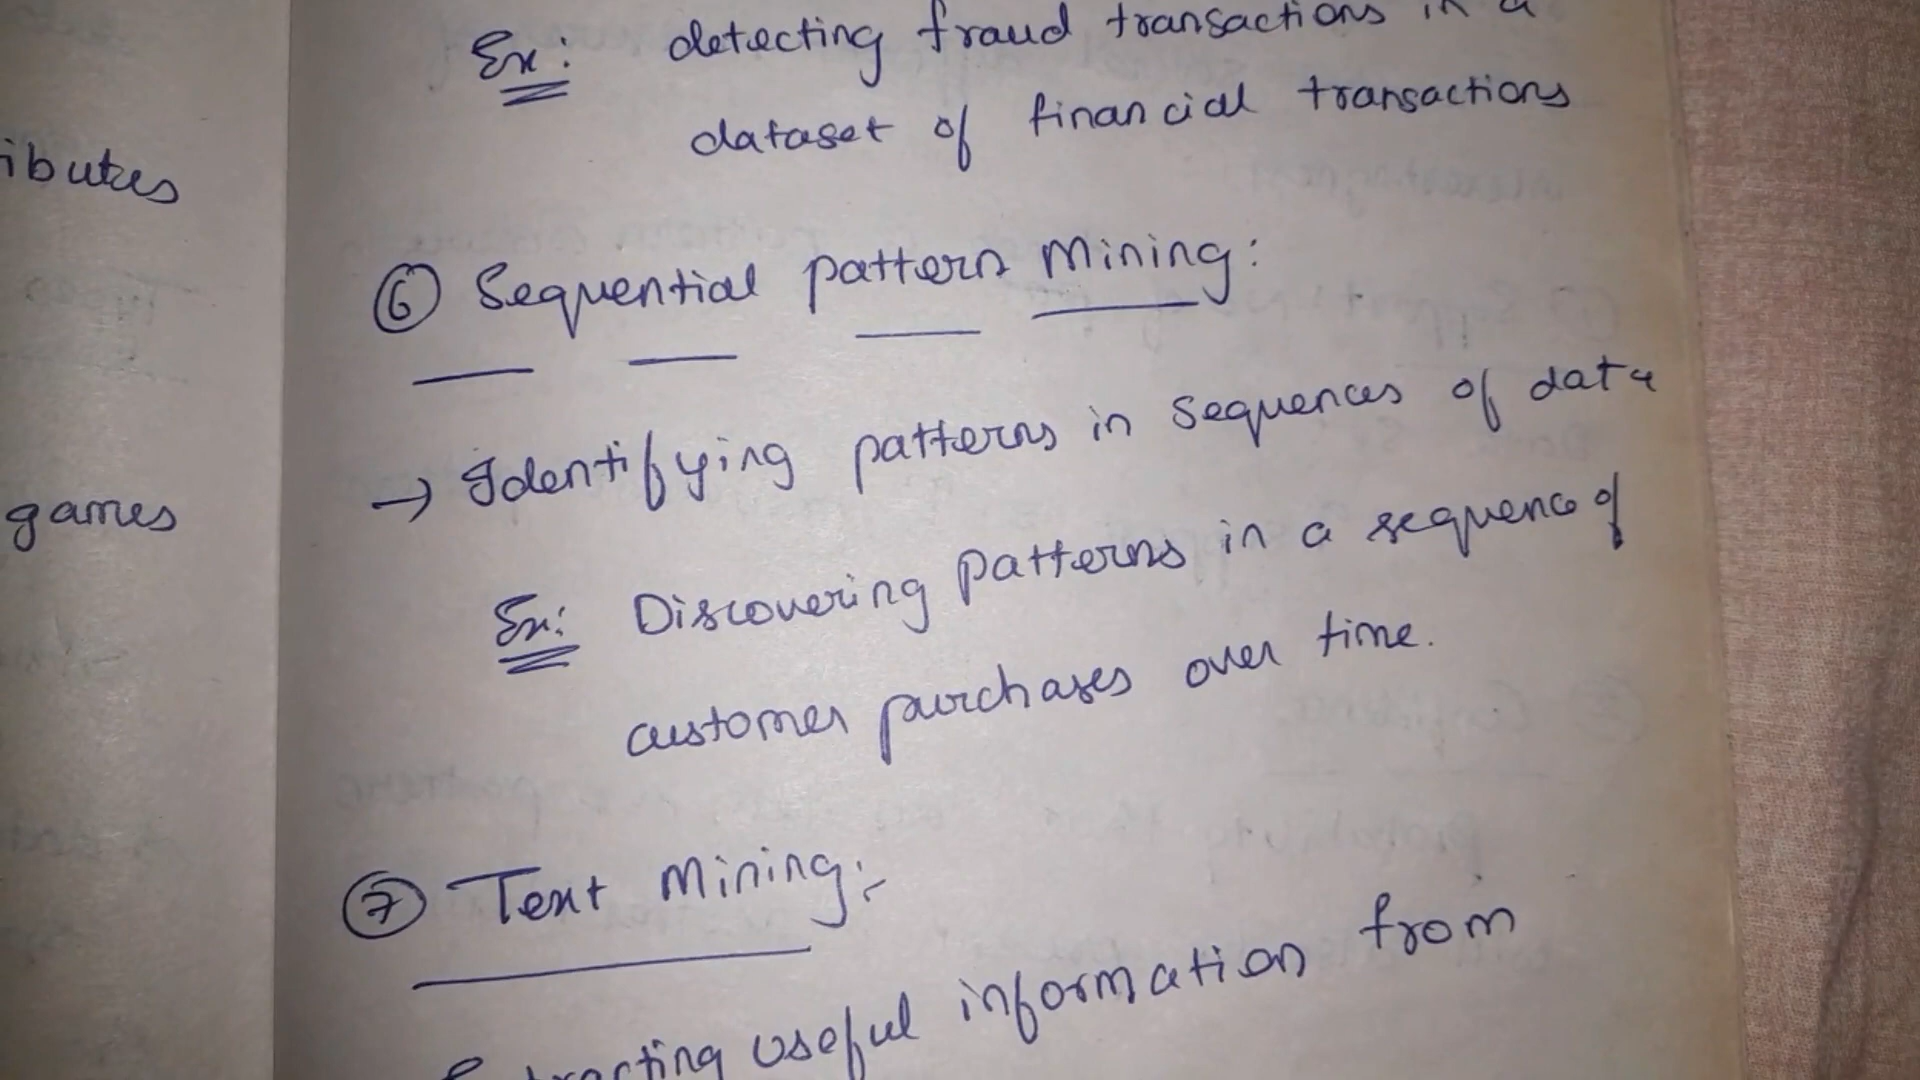 ibutes
games
Ex: detecting fraud transactions in a
dataset of financial transactions
⑥ Sequential pattern Mining:
→ Identifying patterns in sequences of data
Ex: Discovering patterns in a sequence of
customer purchases over time.
⑦ Text Mining:-
Extracting useful information from